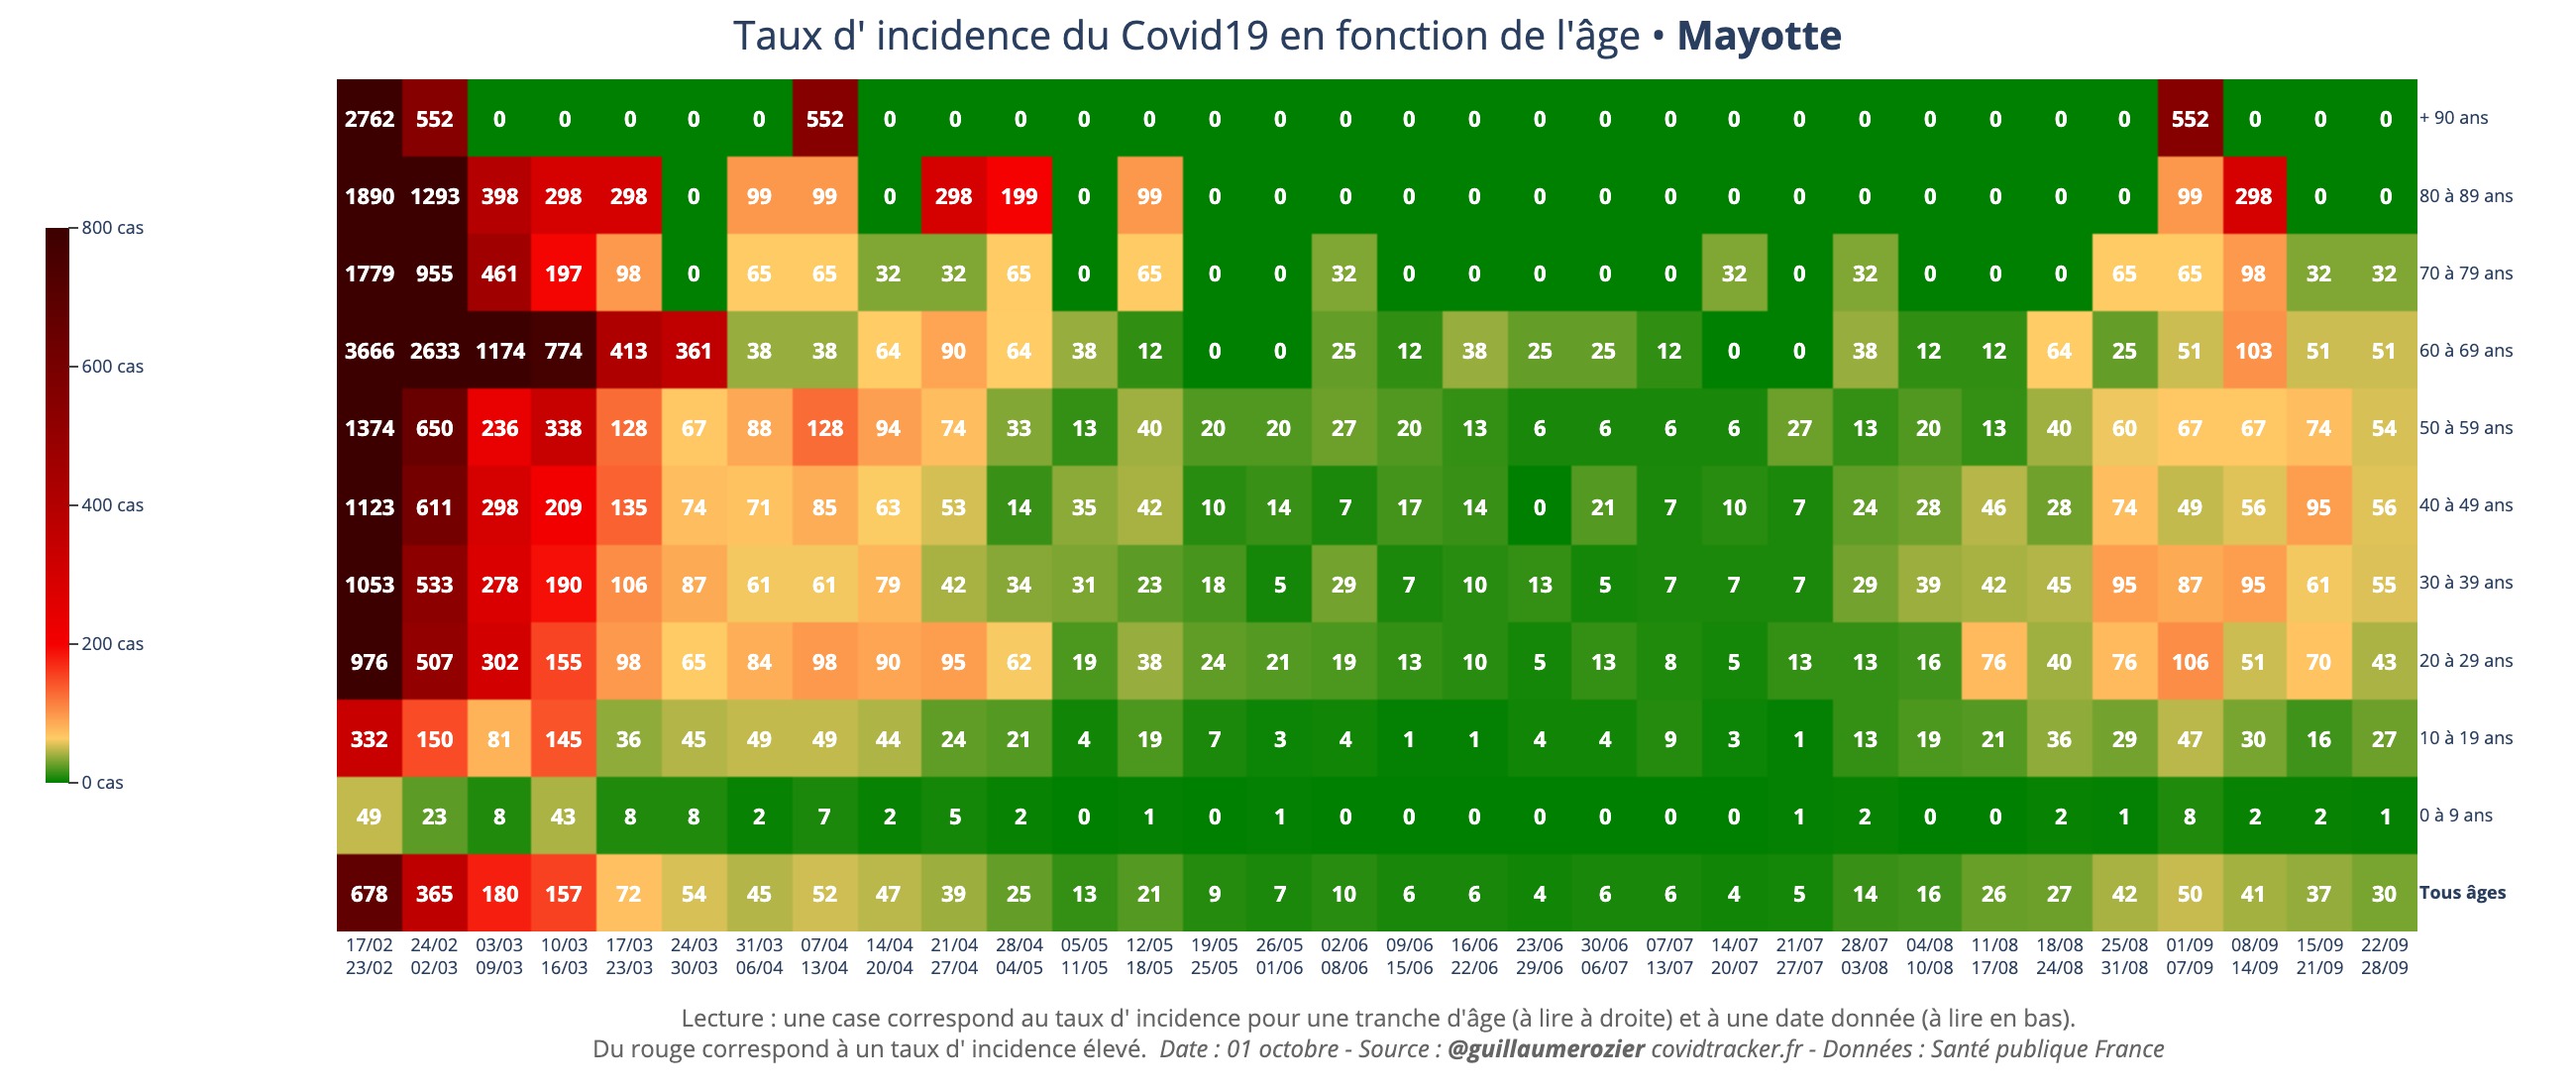 Taux d' incidence du Covid19 en fonction de l'âge • Mayotte
2762 552 0 0 0 0 0 552 0 0 0 0 0 0 0 0 0 0 0 0 0 0 0 0 0 0 0 0 552 0 0 0 + 90 ans
1890 1293 398 298 298 0 99 99 0 298 199 0 99 0 0 0 0 0 0 0 0 0 0 0 0 0 0 0 99 298 0 0 80 à 89 ans
800 cas
1779 955 461 197 98 0 65 65 32 32 65 0 65 0 0 32 0 0 0 0 0 32 0 32 0 0 0 65 65 98 32 32 70 à 79 ans
3666 2633 1174 774 413 361 38 38 64 90 64 38 12 0 0 25 12 38 25 25 12 0 0 38 12 12 64 25 51 103 51 51 60 à 69 ans
600 cas
1374 650 236 338 128 67 88 128 94 74 33 13 40 20 20 27 20 13 6 6 6 6 27 13 20 13 40 60 67 67 74 54 50 à 59 ans
400 cas
1123 611 298 209 135 74 71 85 63 53 14 35 42 10 14 7 17 14 0 21 7 10 7 24 28 46 28 74 49 56 95 56 40 à 49 ans
1053 533 278 190 106 87 61 61 79 42 34 31 23 18 5 29 7 10 13 5 7 7 7 29 39 42 45 95 87 95 61 55 30 à 39 ans
200 cas
976 507 302 155 98 65 84 98 90 95 62 19 38 24 21 19 13 10 5 13 8 5 13 13 16 76 40 76 106 51 70 43 20 à 29 ans
332 150 81 145 36 45 49 49 44 24 21 4 19 7 3 4 1 1 4 4 9 3 1 13 19 21 36 29 47 30 16 27 10 à 19 ans
0 cas
49 23 8 43 8 8 2 7 2 5 2 0 1 0 1 0 0 0 0 0 0 0 1 2 0 0 2 1 8 2 2 1 0 à 9 ans
678 365 180 157 72 54 45 52 47 39 25 13 21 9 7 10 6 6 4 6 6 4 5 14 16 26 27 42 50 41 37 30 Tous âges
17/02 24/02 03/03 10/03 17/03 24/03 31/03 07/04 14/04 21/04 28/04 05/05 12/05 19/05 26/05 02/06 09/06 16/06 23/06 30/06 07/07 14/07 21/07 28/07 04/08 11/08 18/08 25/08 01/09 08/09 15/09 22/09
23/02 02/03 09/03 16/03 23/03 30/03 06/04 13/04 20/04 27/04 04/05 11/05 18/05 25/05 01/06 08/06 15/06 22/06 29/06 06/07 13/07 20/07 27/07 03/08 10/08 17/08 24/08 31/08 07/09 14/09 21/09 28/09
Lecture : une case correspond au taux d' incidence pour une tranche d'âge (à lire à droite) et à une date donnée (à lire en bas).
Du rouge correspond à un taux d' incidence élevé. Date : 01 octobre - Source : @guillaumerozier covidtracker.fr - Données : Santé publique France